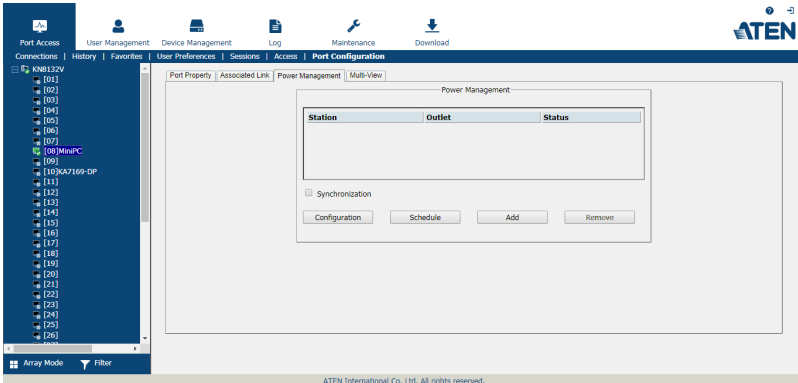 ATEN
Port Access User Management Device Management Log Maintenance Download
Connections | History | Favorites | User Preferences | Sessions | Access | Port Configuration
KN8132V
[01]
[02]
[03]
[04]
[05]
[06]
[07]
[08]MiniPC
[09]
[10]KA7169-DP
[11]
[12]
[13]
[14]
[15]
[16]
[17]
[18]
[19]
[20]
[21]
[22]
[23]
[24]
[25]
[26]
Array Mode Filter
Port Property Associated Link Power Management Multi-View
Power Management
Station Outlet Status
Synchronization
Configuration Schedule Add Remove
ATEN International Co. Ltd. All rights reserved.